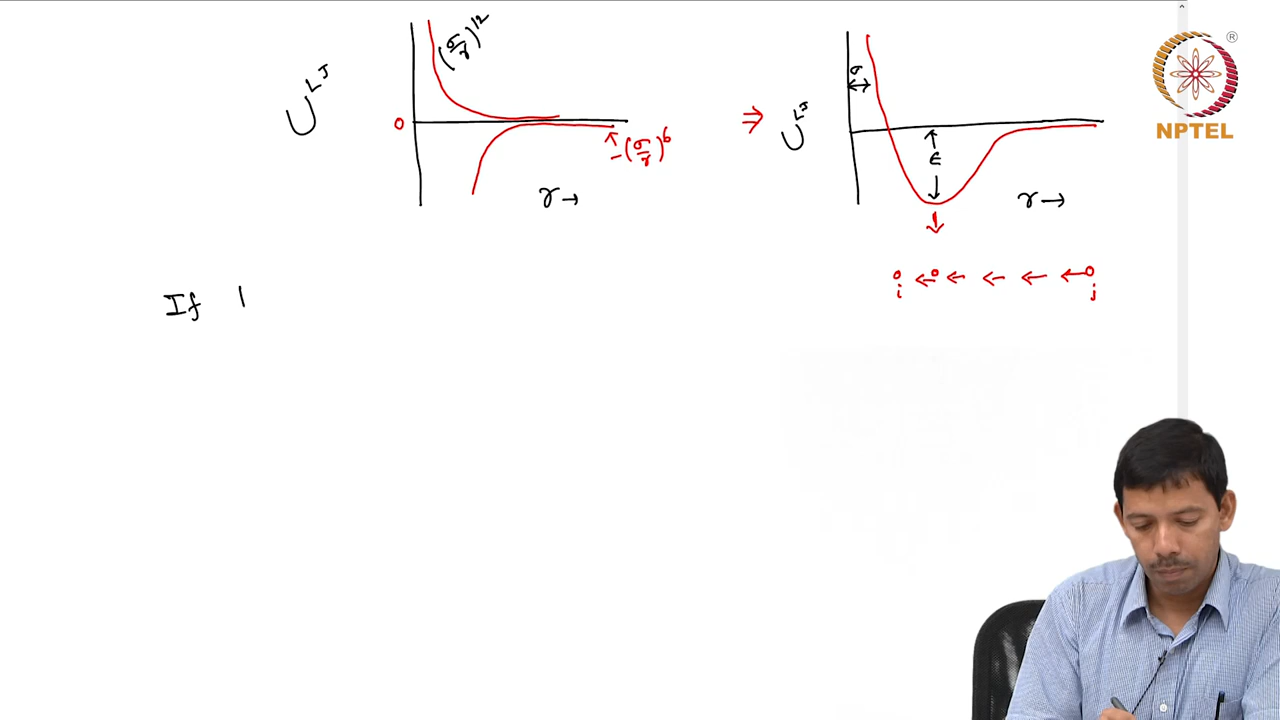 U^LJ
(σ/r)^12
0
-(σ/r)^6
r→
⇒
U^LJ
σ
ε
r→
i
j
If
NPTEL
®